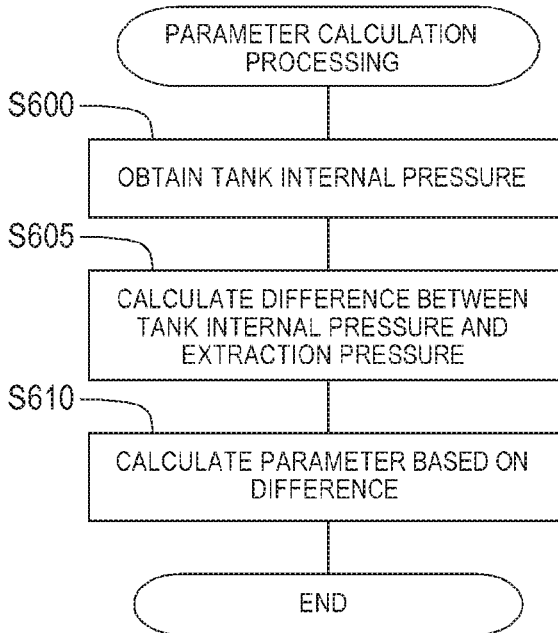 PARAMETER CALCULATION
PROCESSING
S600
OBTAIN TANK INTERNAL PRESSURE
S605
CALCULATE DIFFERENCE BETWEEN
TANK INTERNAL PRESSURE AND
EXTRACTION PRESSURE
S610
CALCULATE PARAMETER BASED ON
DIFFERENCE
END